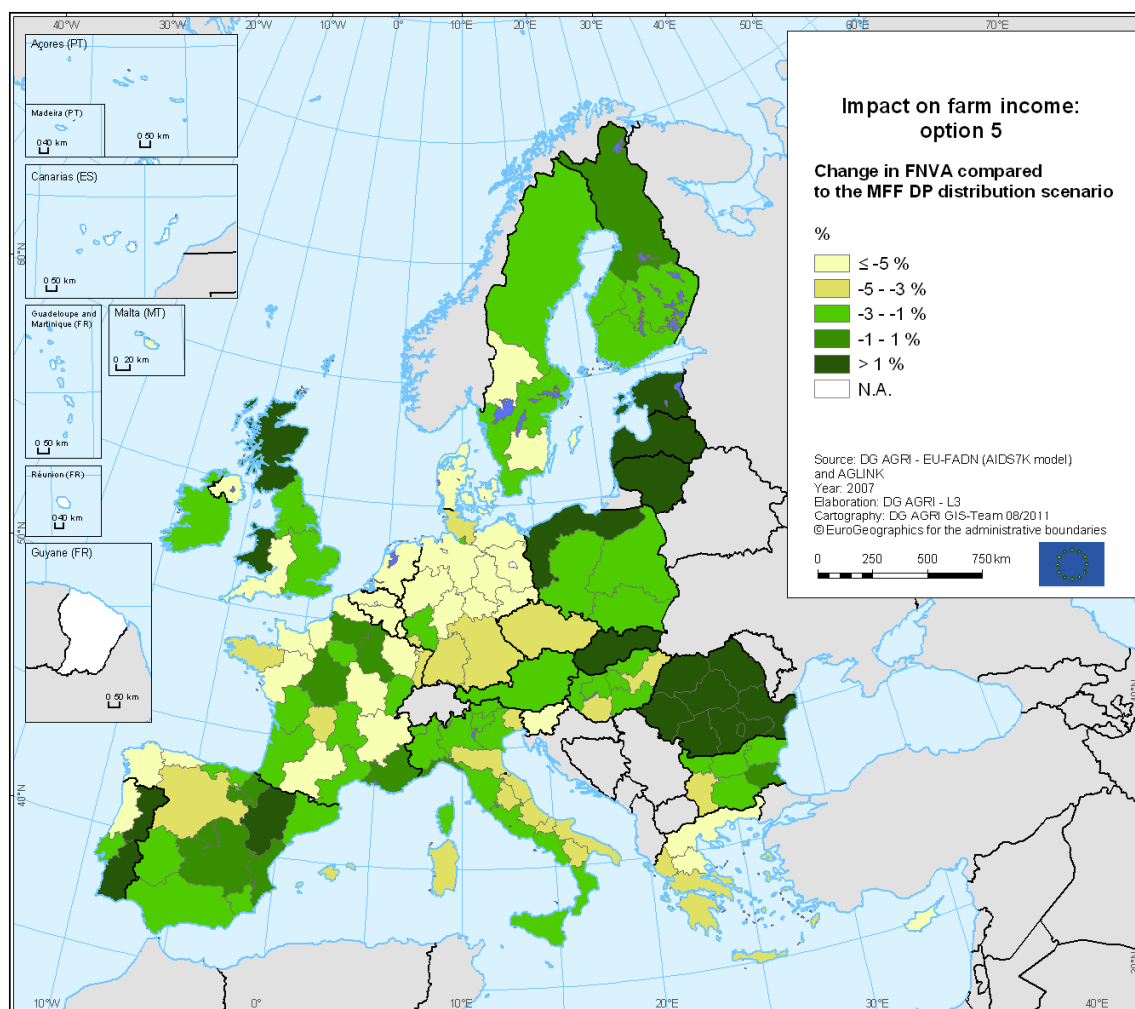 40°W
30°W
20°W
10°W
0°
10°E
20°E
30°E
40°E
50°E
60°E
70°E
Açores (PT)
Madeira (PT)
0 40 km
0 50 km
Canarias (ES)
0 50 km
Guadeloupe and
Martinique (FR)
0 50 km
Malta (MT)
0 20 km
Réunion (FR)
0 40 km
Guyane (FR)
0 50 km
60°N
50°N
40°N
Impact on farm income:
option 5
Change in FNVA compared
to the MFF DP distribution scenario
%
≤ -5 %
-5 - -3 %
-3 - -1 %
-1 - 1 %
> 1 %
N.A.
Source: DG AGRI - EU-FADN (AIDS7K model)
and AGLINK
Year: 2007
Elaboration: DG AGRI - L3
Cartography: DG AGRI GIS-Team 08/2011
© EuroGeographics for the administrative boundaries
0 250 500 750 km
10°W
0°
10°E
20°E
30°E
40°E